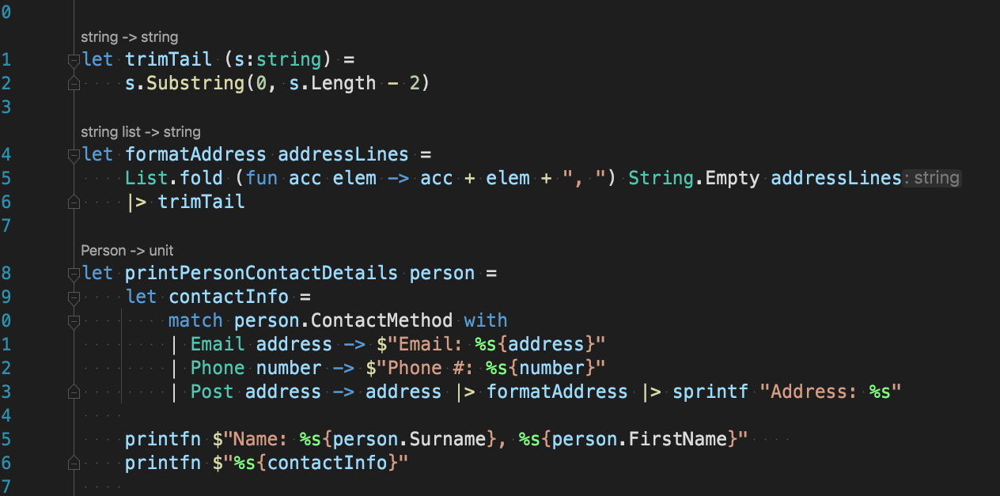 0
string -> string
1 let trimTail (s:string) =
2 s.Substring(0, s.Length - 2)
3
string list -> string
4 let formatAddress addressLines =
5 List.fold (fun acc elem -> acc + elem + ", ") String.Empty addressLines : string
6 |> trimTail
7
Person -> unit
8 let printPersonContactDetails person =
9 let contactInfo =
0 match person.ContactMethod with
1 | Email address -> $"Email: %s{address}"
2 | Phone number -> $"Phone #: %s{number}"
3 | Post address -> address |> formatAddress |> sprintf "Address: %s"
4
5 printfn $"Name: %s{person.Surname}, %s{person.FirstName}"
6 printfn $"%s{contactInfo}"
7